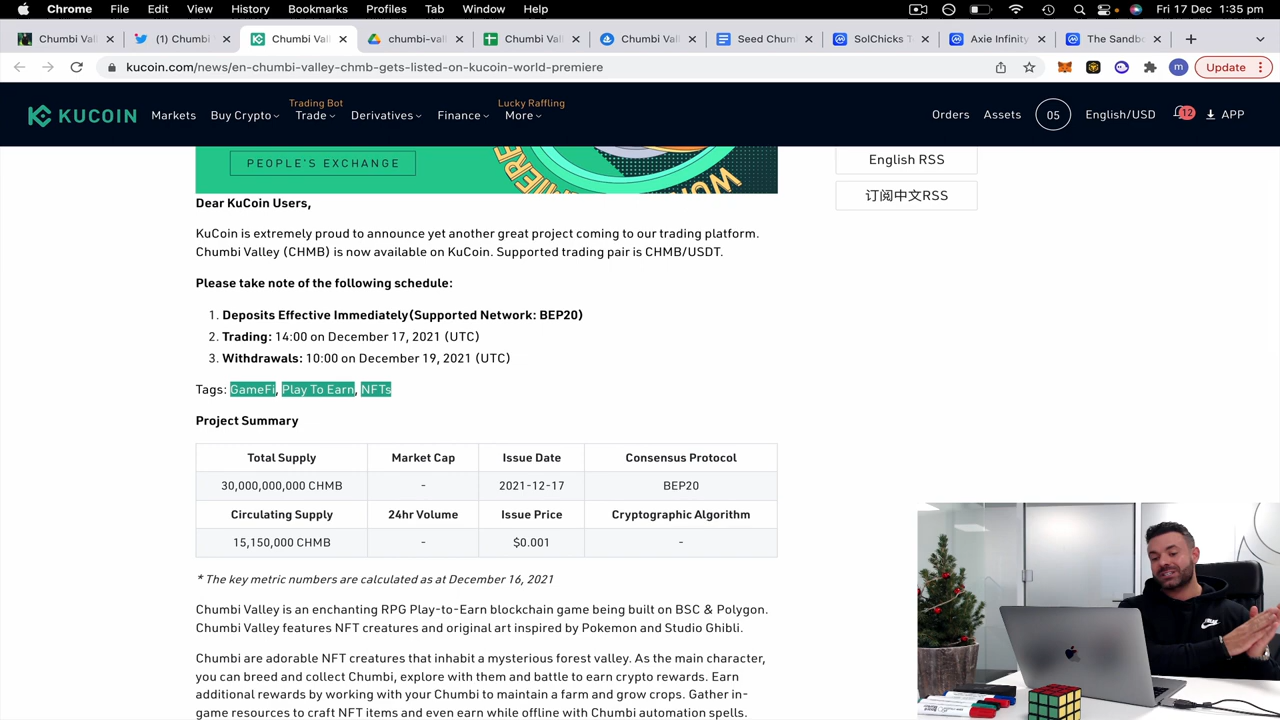 Chrome File Edit View History Bookmarks Profiles Tab Window Help Fri 17 Dec 1:35 pm
Chumbi Vall (1) Chumbi Chumbi Vall chumbi-val Chumbi Val Chumbi Val Seed Chum SolChicks T Axie Infinity The Sandb
kucoin.com/news/en-chumbi-valley-chmb-gets-listed-on-kucoin-world-premiere m Update
Trading Bot Lucky Raffling
KUCOIN Markets Buy Crypto Trade Derivatives Finance More Orders Assets 05 English/USD 12 APP
PEOPLE'S EXCHANGE
WORLD PREMIERE
English RSS
订阅中文RSS
Dear KuCoin Users,
KuCoin is extremely proud to announce yet another great project coming to our trading platform.
Chumbi Valley (CHMB) is now available on KuCoin. Supported trading pair is CHMB/USDT.
Please take note of the following schedule:
1. Deposits Effective Immediately(Supported Network: BEP20)
2. Trading: 14:00 on December 17, 2021 (UTC)
3. Withdrawals: 10:00 on December 19, 2021 (UTC)
Tags: GameFi, Play To Earn, NFTs
Project Summary
Total Supply Market Cap Issue Date Consensus Protocol
30,000,000,000 CHMB - 2021-12-17 BEP20
Circulating Supply 24hr Volume Issue Price Cryptographic Algorithm
15,150,000 CHMB - $0.001 -
* The key metric numbers are calculated as at December 16, 2021
Chumbi Valley is an enchanting RPG Play-to-Earn blockchain game being built on BSC & Polygon.
Chumbi Valley features NFT creatures and original art inspired by Pokemon and Studio Ghibli.
Chumbi are adorable NFT creatures that inhabit a mysterious forest valley. As the main character,
you can breed and collect Chumbi, explore with them and battle to earn crypto rewards. Earn
additional rewards by working with your Chumbi to maintain a farm and grow crops. Gather in-
game resources to craft NFT items and even earn while offline with Chumbi automation spells.